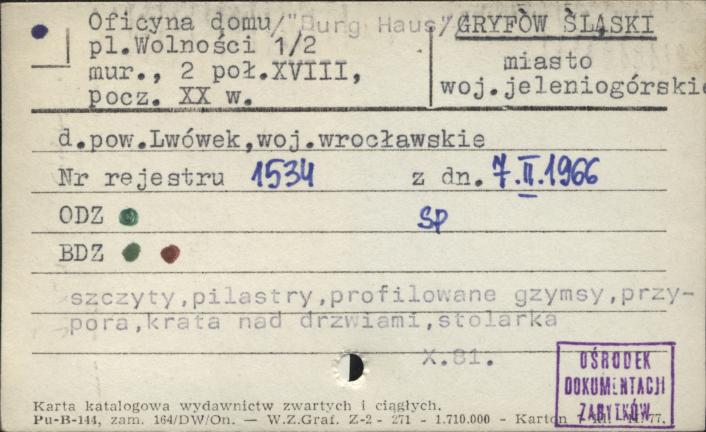 Oficyna domu/"Burg Haus"/ GRYFÒW ŚLĄSKI
pl.Wolności 1/2
mur., 2 poł.XVIII,
pocz. XX w.
miasto
woj.jeleniogórskie
d.pow.Lwówek,woj.wrocławskie
Nr rejestru 1534 z dn. 7.II.1966
ODZ SP
BDZ
szczyty,pilastry,profilowane gzymsy,przy-
pora,krata nad drzwiami,stolarka
X.81.
OŚRODEK
DOKUMENTACJI
ZABYTKÓW
Karta katalogowa wydawnictw zwartych i ciągłych.
Pu-B-144, zam. 164/DW/On. — W.Z.Graf. Z-2 - 271 - 1.710.000 - Karton 77.